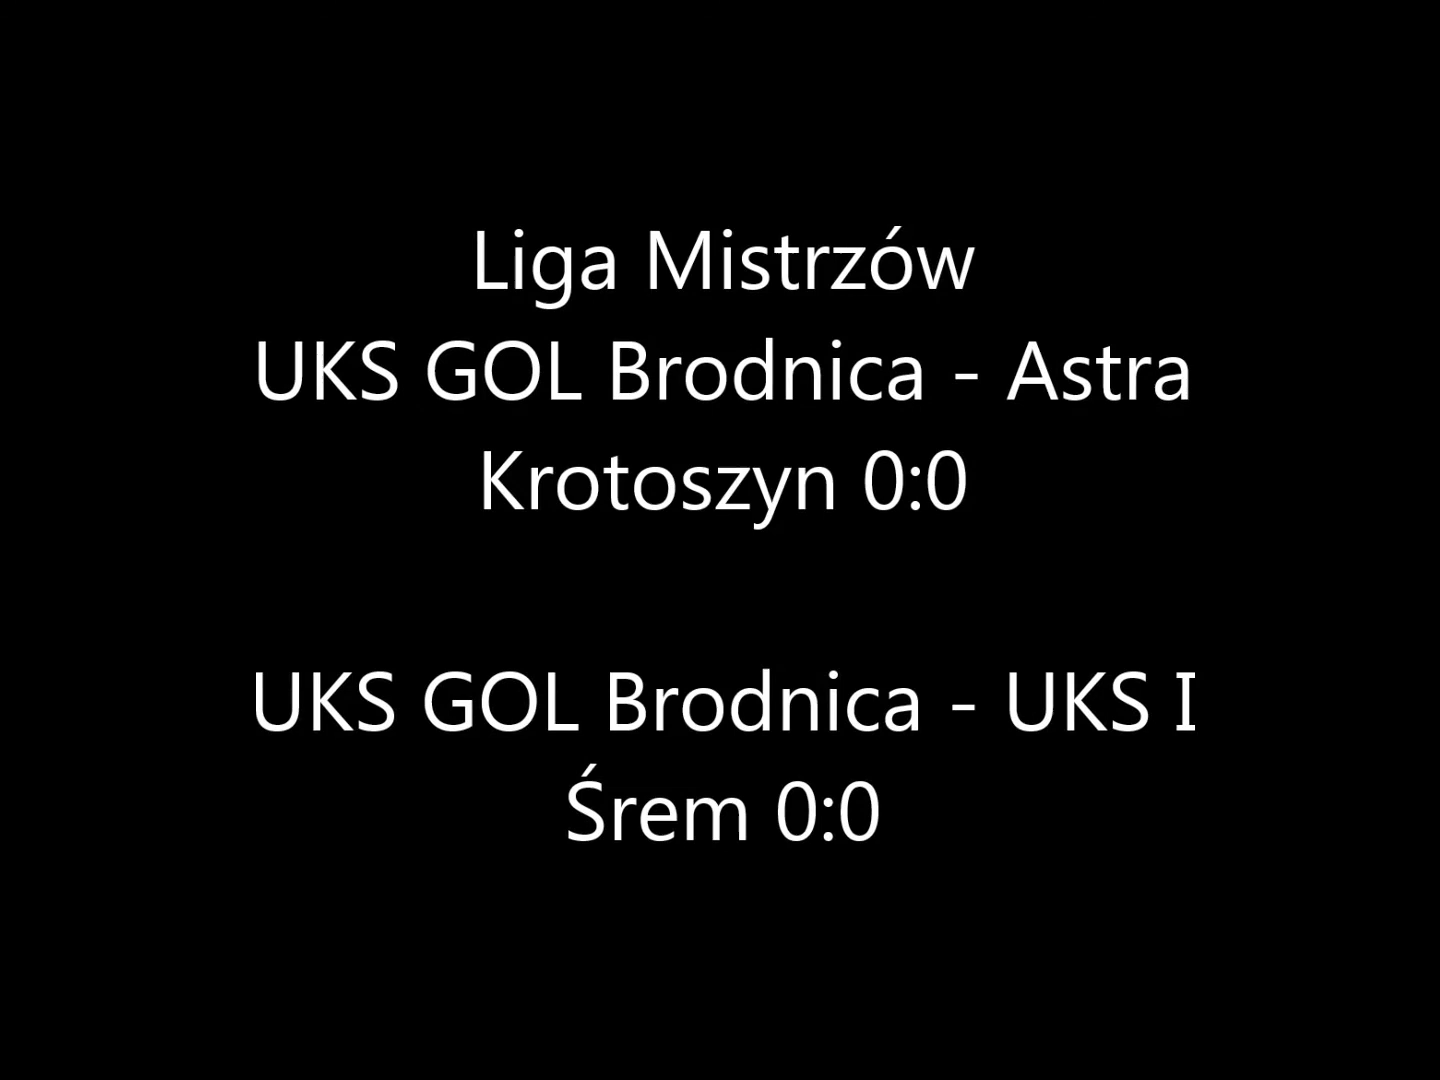 Liga Mistrzów
UKS GOL Brodnica - Astra
Krotoszyn 0:0
UKS GOL Brodnica - UKS I
Śrem 0:0